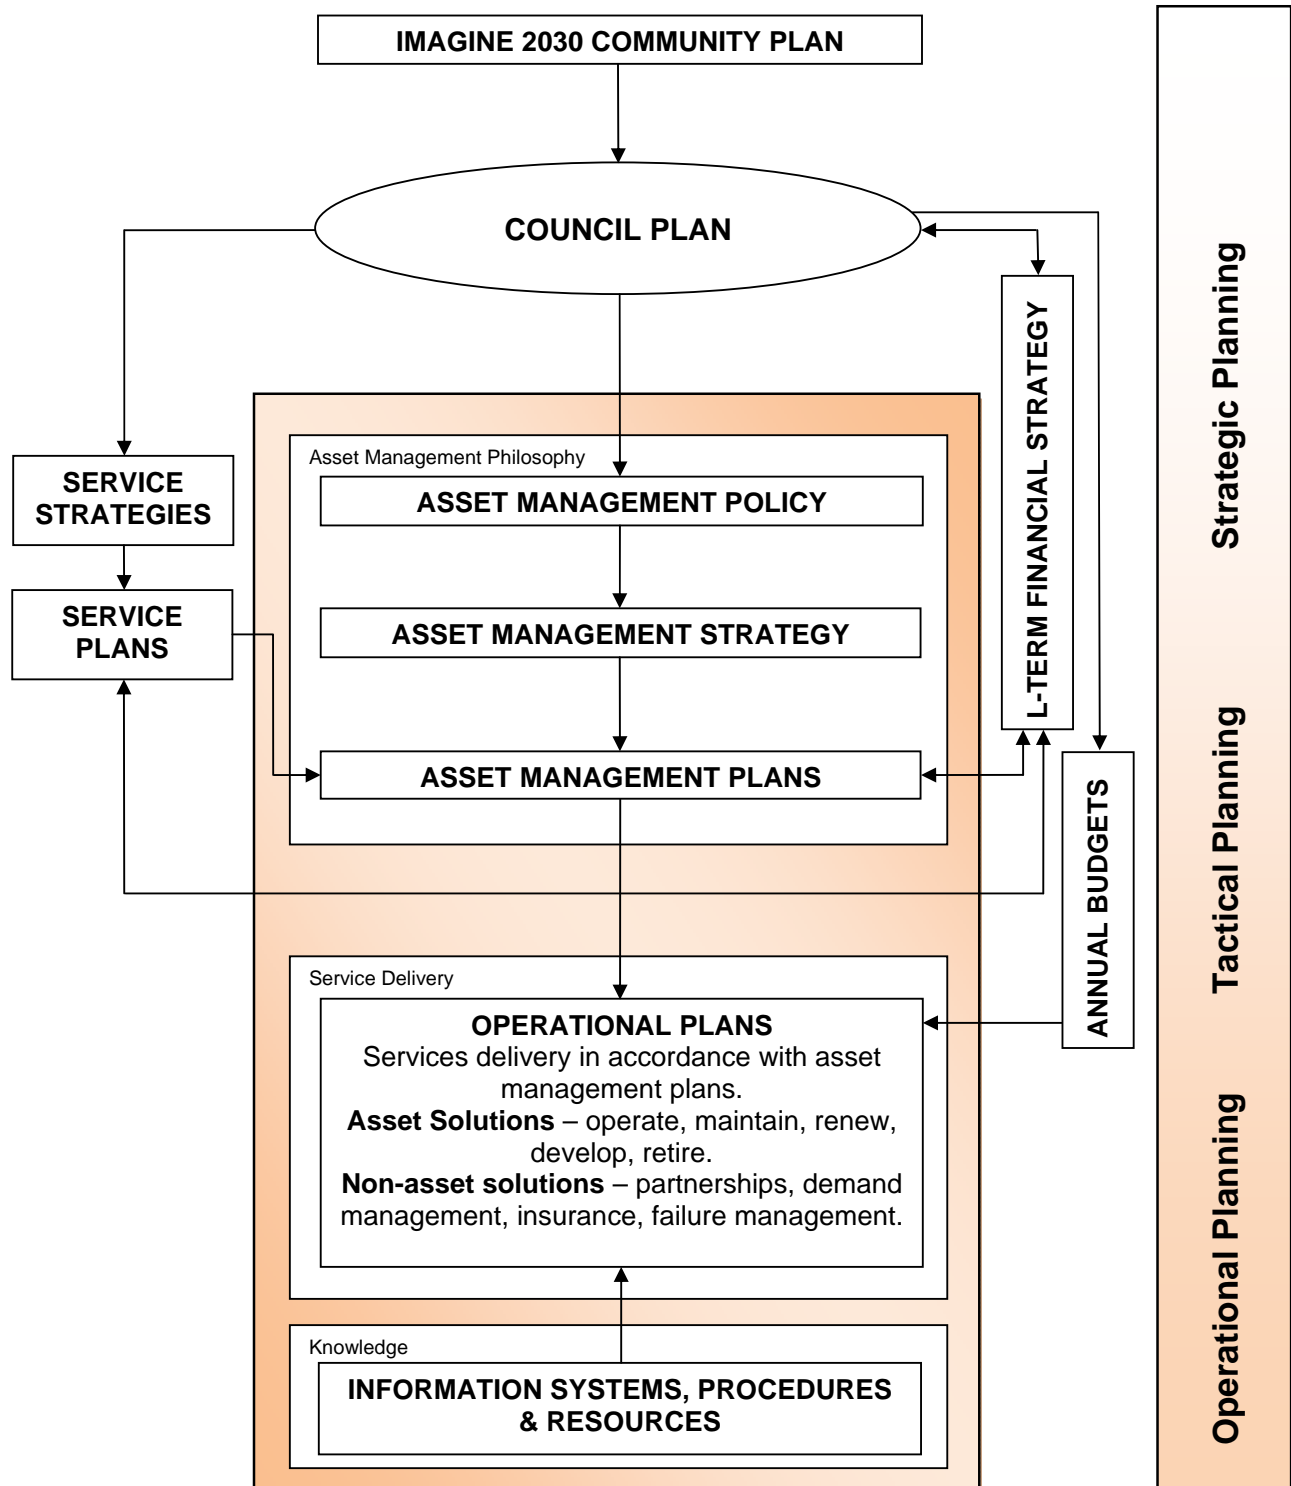 IMAGINE 2030 COMMUNITY PLAN
COUNCIL PLAN
Asset Management Philosophy
ASSET MANAGEMENT POLICY
SERVICE
STRATEGIES
SERVICE
PLANS
ASSET MANAGEMENT STRATEGY
ASSET MANAGEMENT PLANS
L-TERM FINANCIAL STRATEGY
ANNUAL BUDGETS
Service Delivery
OPERATIONAL PLANS
Services delivery in accordance with asset
management plans.
Asset Solutions – operate, maintain, renew,
develop, retire.
Non-asset solutions – partnerships, demand
management, insurance, failure management.
Knowledge
INFORMATION SYSTEMS, PROCEDURES
& RESOURCES
Strategic Planning
Tactical Planning
Operational Planning